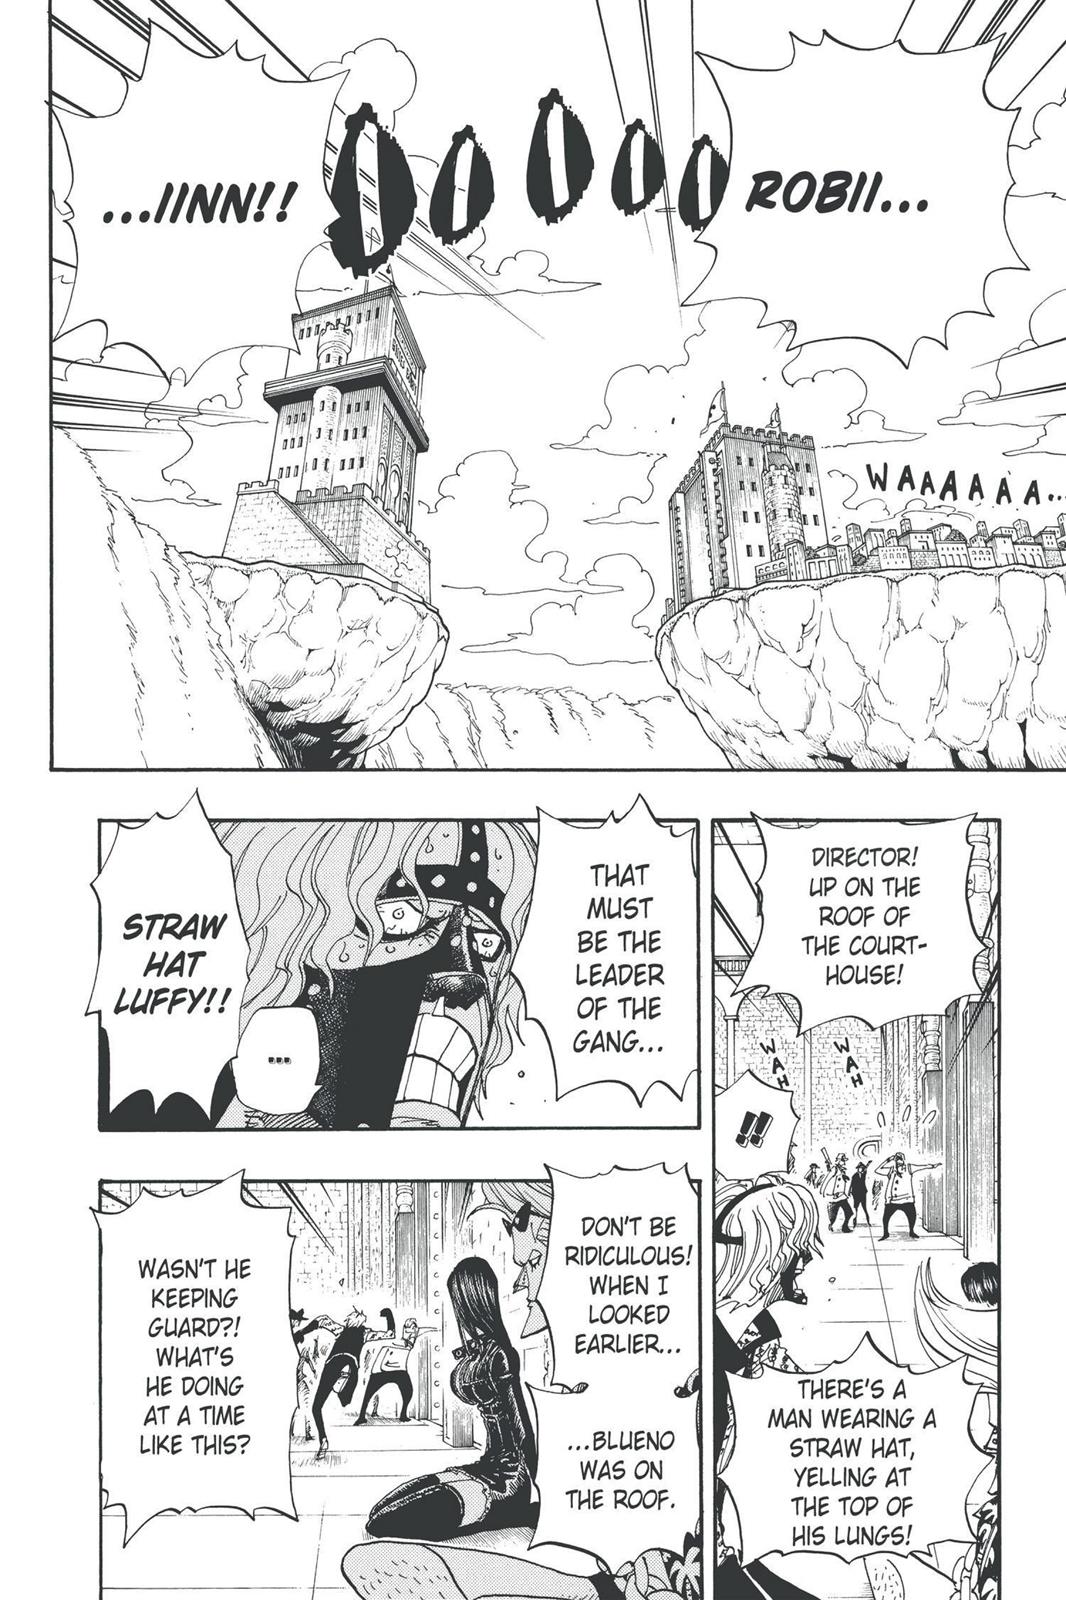 ROBII...
...IINN!!
WAAAAAA...
DIRECTOR!
UP ON THE
ROOF OF
THE COURT-
HOUSE!
WAH
WAH
!!
THERE'S A
MAN WEARING A
STRAW HAT,
YELLING AT
THE TOP OF
HIS LUNGS!
THAT
MUST
BE THE
LEADER
OF THE
GANG...
...
STRAW
HAT
LUFFY!!
DON'T BE
RIDICULOUS!
WHEN I
LOOKED
EARLIER...
...BLUENO
WAS ON
THE ROOF.
WASN'T HE
KEEPING
GUARD?!
WHAT'S
HE DOING
AT A TIME
LIKE THIS?